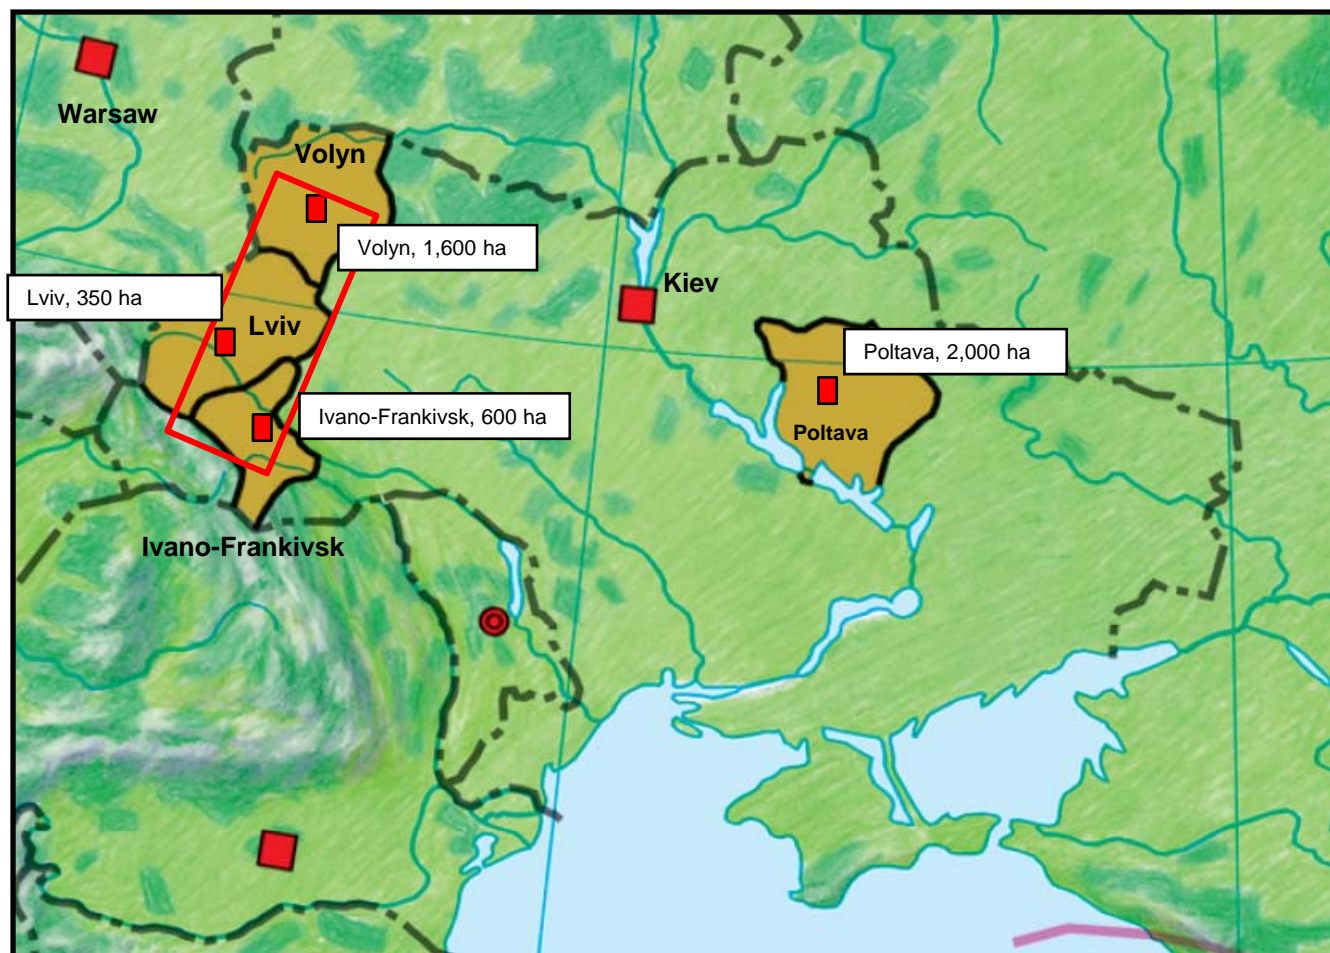 Warsaw
Volyn
Volyn, 1,600 ha
Kiev
Lviv, 350 ha
Lviv
Poltava, 2,000 ha
Ivano-Frankivsk, 600 ha
Poltava
Ivano-Frankivsk